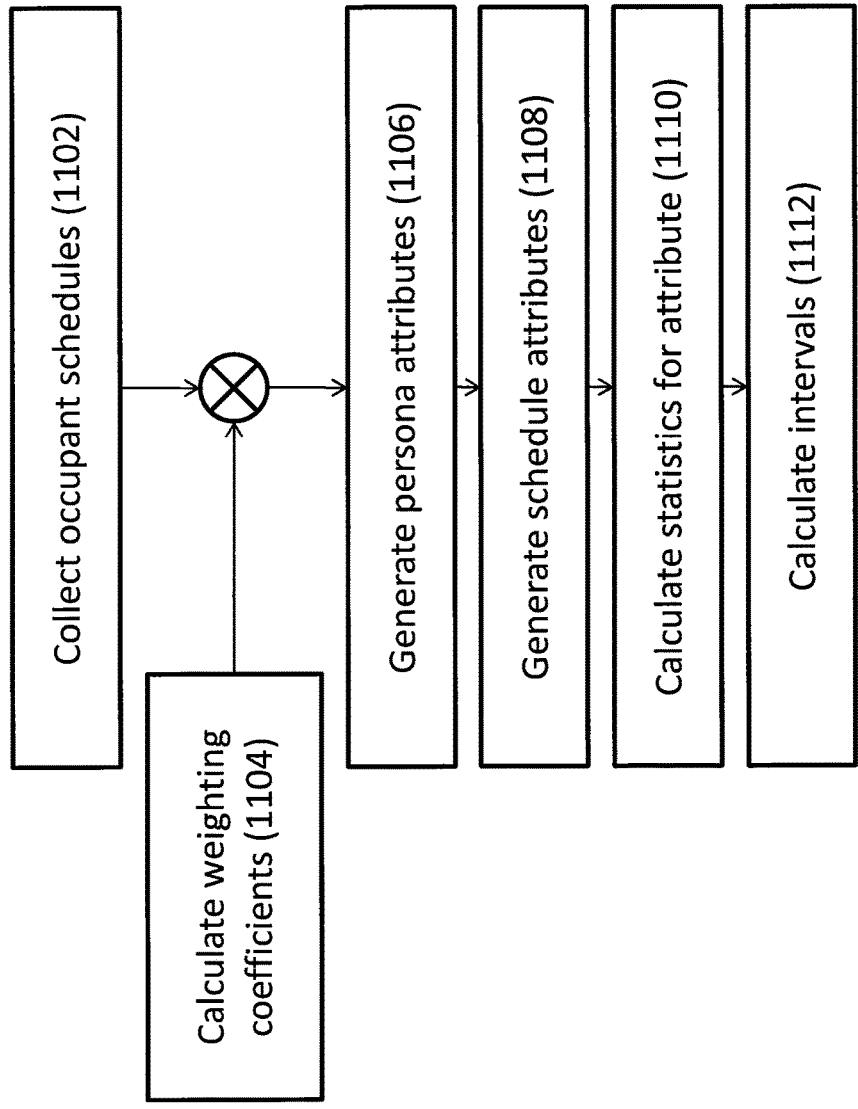 Collect occupant schedules (1102)
Calculate weighting
coefficients (1104)
Generate persona attributes (1106)
Generate schedule attributes (1108)
Calculate statistics for attribute (1110)
Calculate intervals (1112)